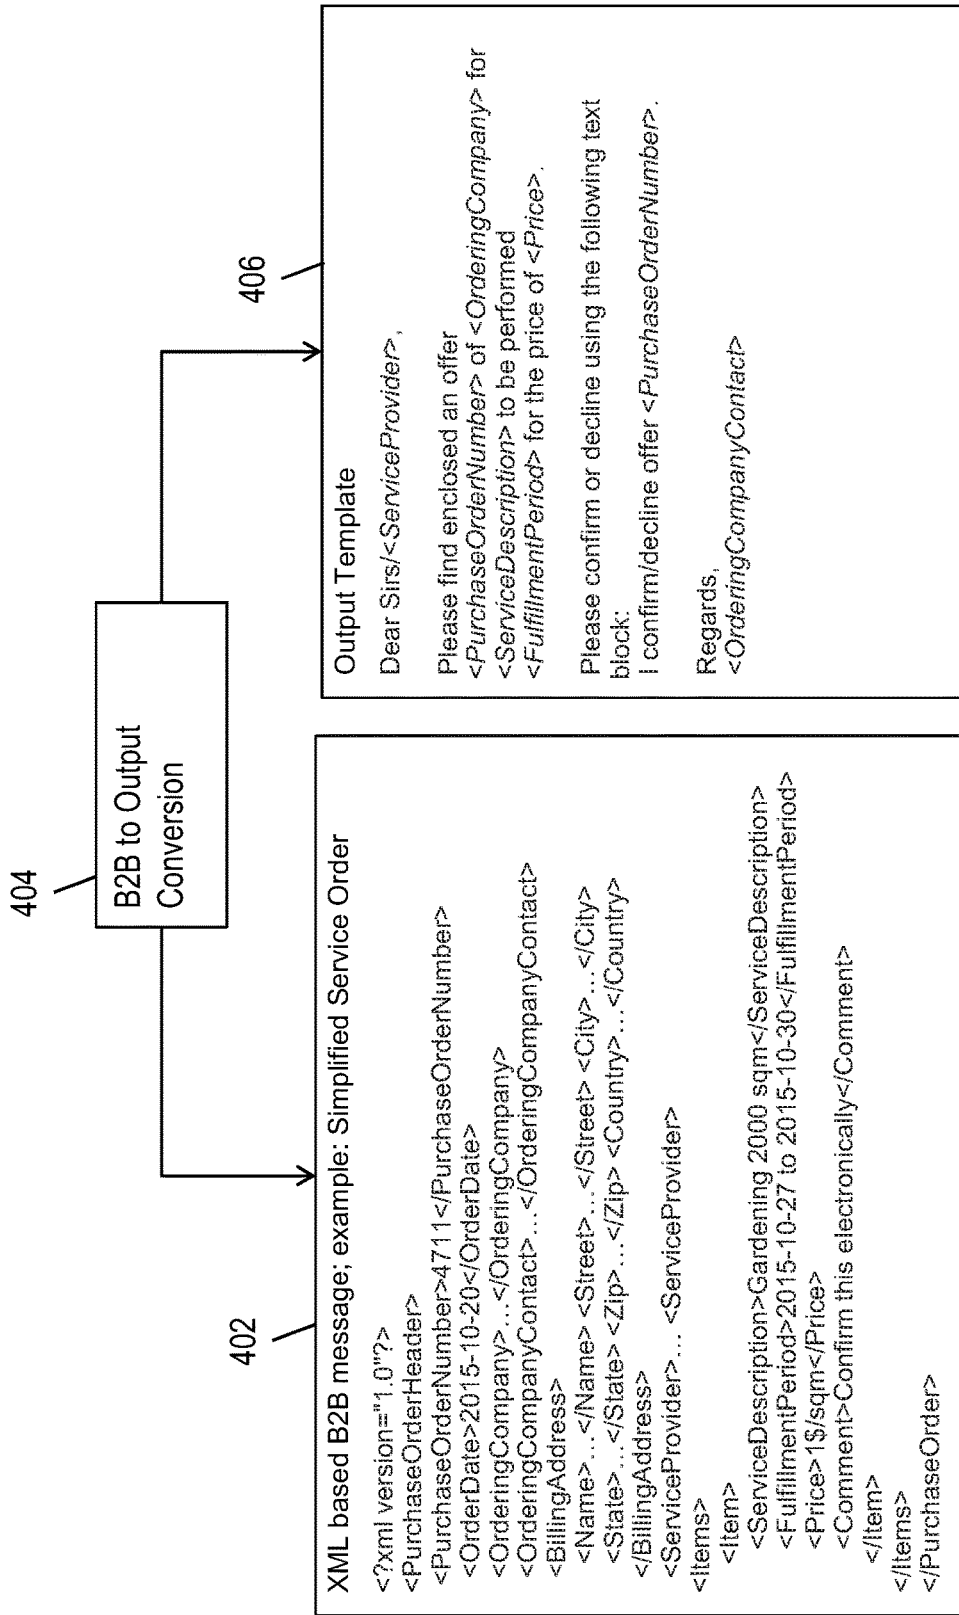 404
B2B to Output
Conversion
402
XML based B2B message; example: Simplified Service Order
<?xml version="1.0"?>
<PurchaseOrderHeader>
<PurchaseOrderNumber>4711</PurchaseOrderNumber>
<OrderDate>2015-10-20</OrderDate>
<OrderingCompany>...</OrderingCompany>
<OrderingCompanyContact>...</OrderingCompanyContact>
<BillingAddress>
<Name>...</Name> <Street>...</Street> <City>...</City>
<State>...</State> <Zip>...</Zip> <Country>...</Country>
</BillingAddress>
<ServiceProvider>... <ServiceProvider>
<Items>
<Item>
<ServiceDescription>Gardening 2000 sqm</ServiceDescription>
<FulfillmentPeriod>2015-10-27 to 2015-10-30</FulfillmentPeriod>
<Price>1$/sqm</Price>
<Comment>Confirm this electronically</Comment>
</Item>
</Items>
</PurchaseOrder>
406
Output Template
Dear Sirs/<ServiceProvider>,
Please find enclosed an offer
<PurchaseOrderNumber> of <OrderingCompany> for
<ServiceDescription> to be performed
<FulfillmentPeriod> for the price of <Price>.
Please confirm or decline using the following text
block:
I confirm/decline offer <PurchaseOrderNumber>.
Regards,
<OrderingCompanyContact>